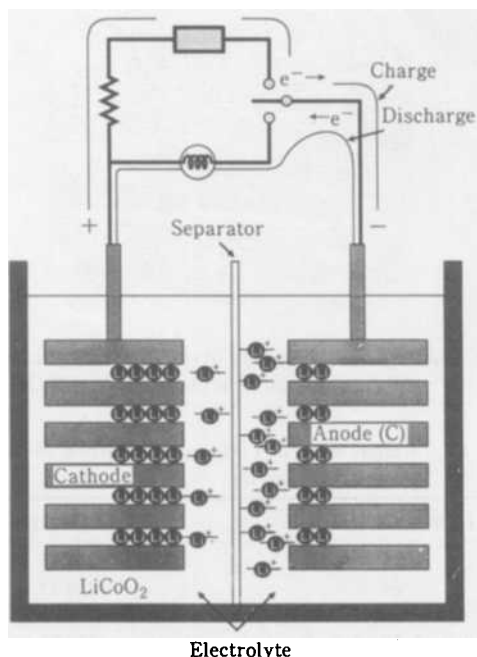 e⁻ →
Charge
← e⁻
Discharge
+
−
Separator
Anode (C)
Cathode
LiCoO₂
Electrolyte